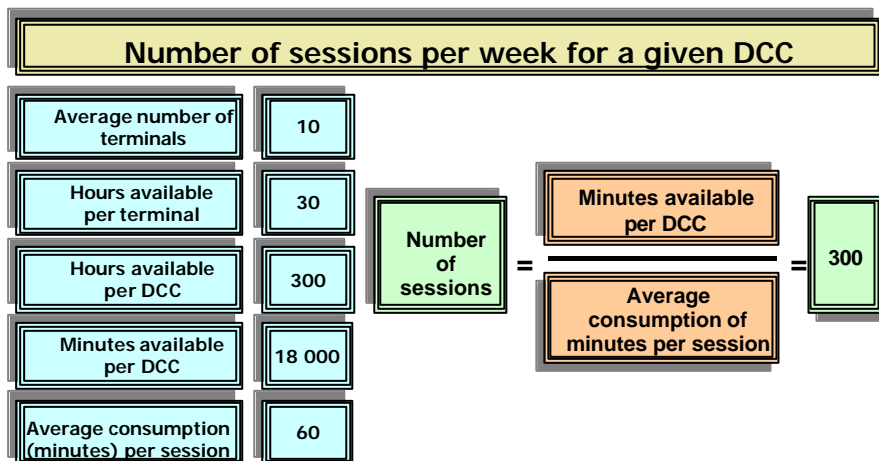 Number of sessions per week for a given DCC
Average number of
terminals
10
Hours available
per terminal
30
Hours available
per DCC
300
Minutes available
per DCC
18 000
Average consumption
(minutes) per session
60
Number
of
sessions
=
Minutes available
per DCC
Average
consumption of
minutes per session
=
300